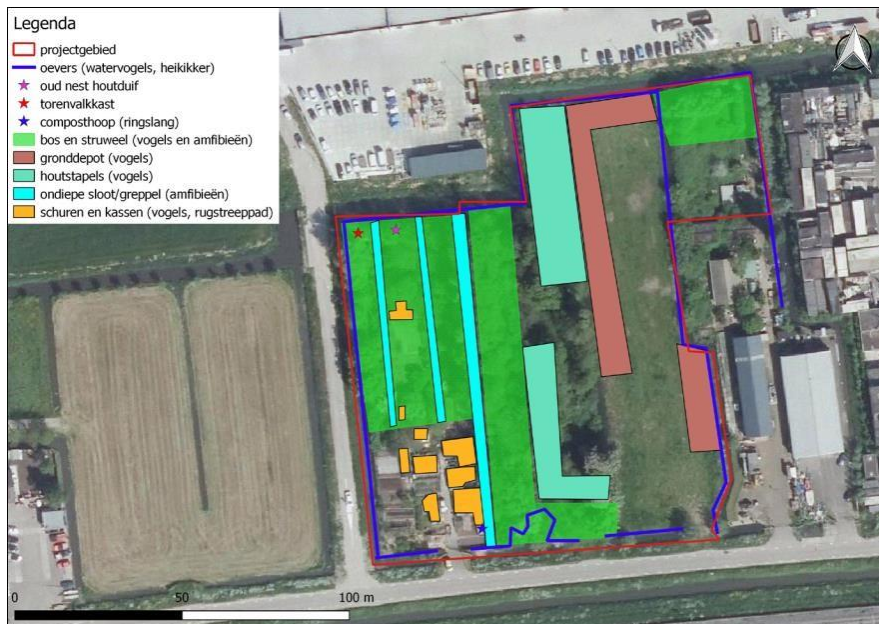 Legenda
projectgebied
oevers (watervogels, heikikker)
oud nest houtduif
torenvalkkast
composthoop (ringslang)
bos en struweel (vogels en amfibieën)
gronddepot (vogels)
houtstapels (vogels)
ondiepe sloot/greppel (amfibieën)
schuren en kassen (vogels, rugstreeppad)
0 50 100 m